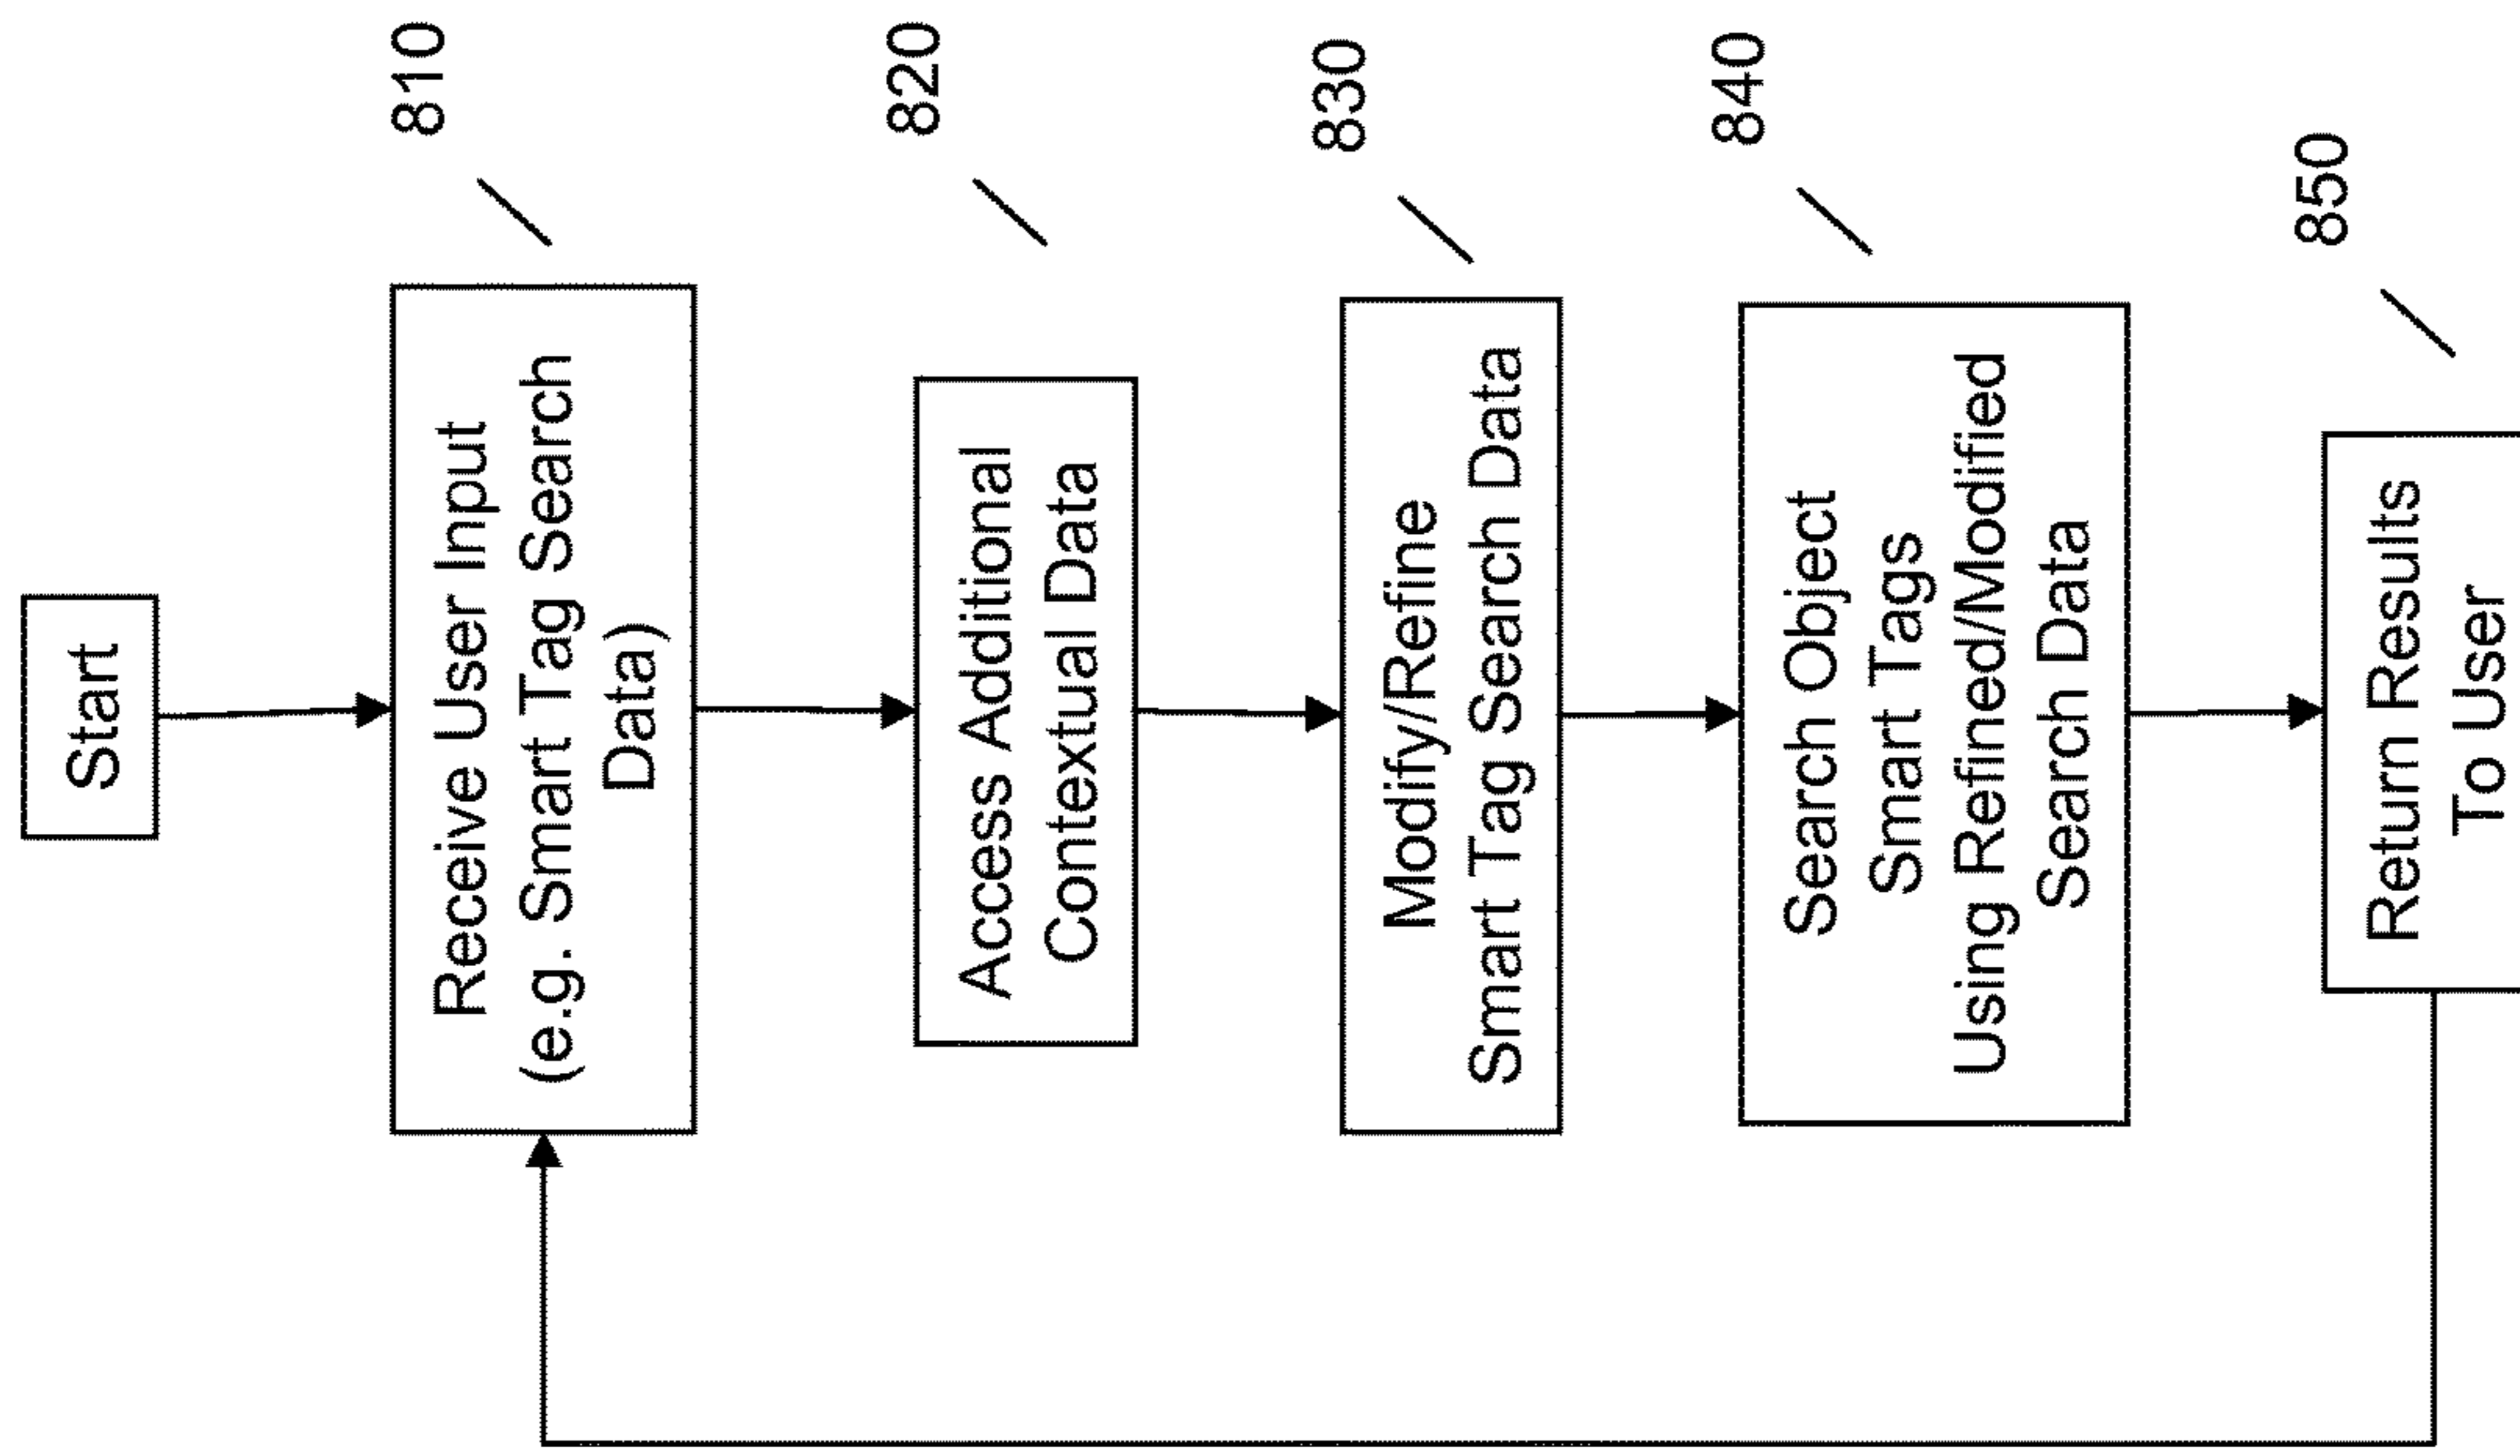 Start
810
Receive User Input
(e.g. Smart Tag Search
Data)
820
Access Additional
Contextual Data
830
Modify/Refine
Smart Tag Search Data
840
Search Object
Smart Tags
Using Refined/Modified
Search Data
850
Return Results
To User